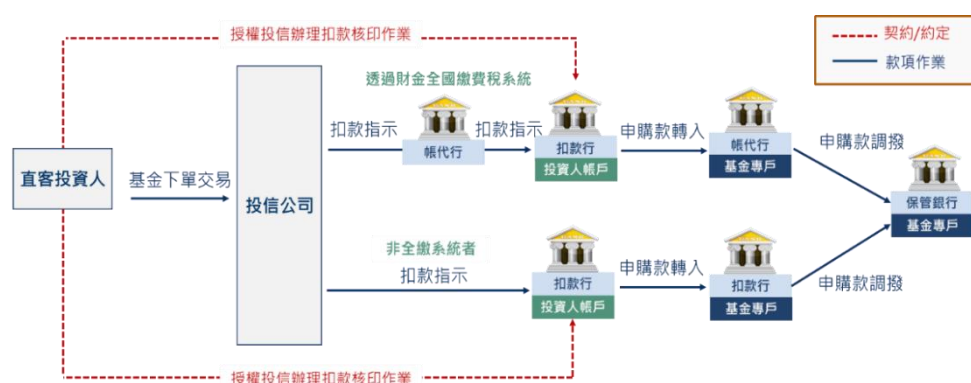 授權投信辦理扣款核印作業
契約/約定
款項作業
透過財金全國繳費稅系統
扣款指示
扣款指示
申購款轉入
申購款調撥
帳代行
扣款行
投資人帳戶
帳代行
基金專戶
直客投資人
基金下單交易
投信公司
保管銀行
基金專戶
非全繳系統者
扣款指示
申購款轉入
申購款調撥
扣款行
投資人帳戶
扣款行
基金專戶
授權投信辦理扣款核印作業